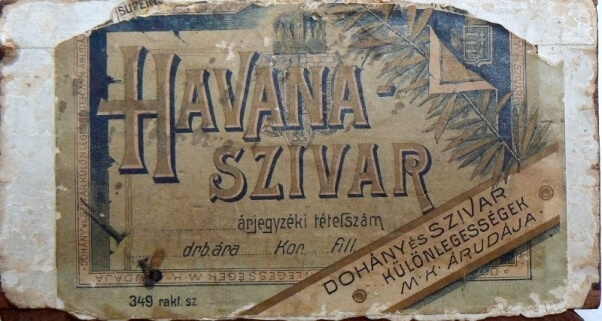 HAVANA-
SZIVAR
árjegyzéki tételszám
drb.ára Kor. fill.
DOHÁNY ÉS SZIVAR
KÜLÖNLEGESSÉGEK
M. K. ÁRUDÁJA.
349 rakt. sz